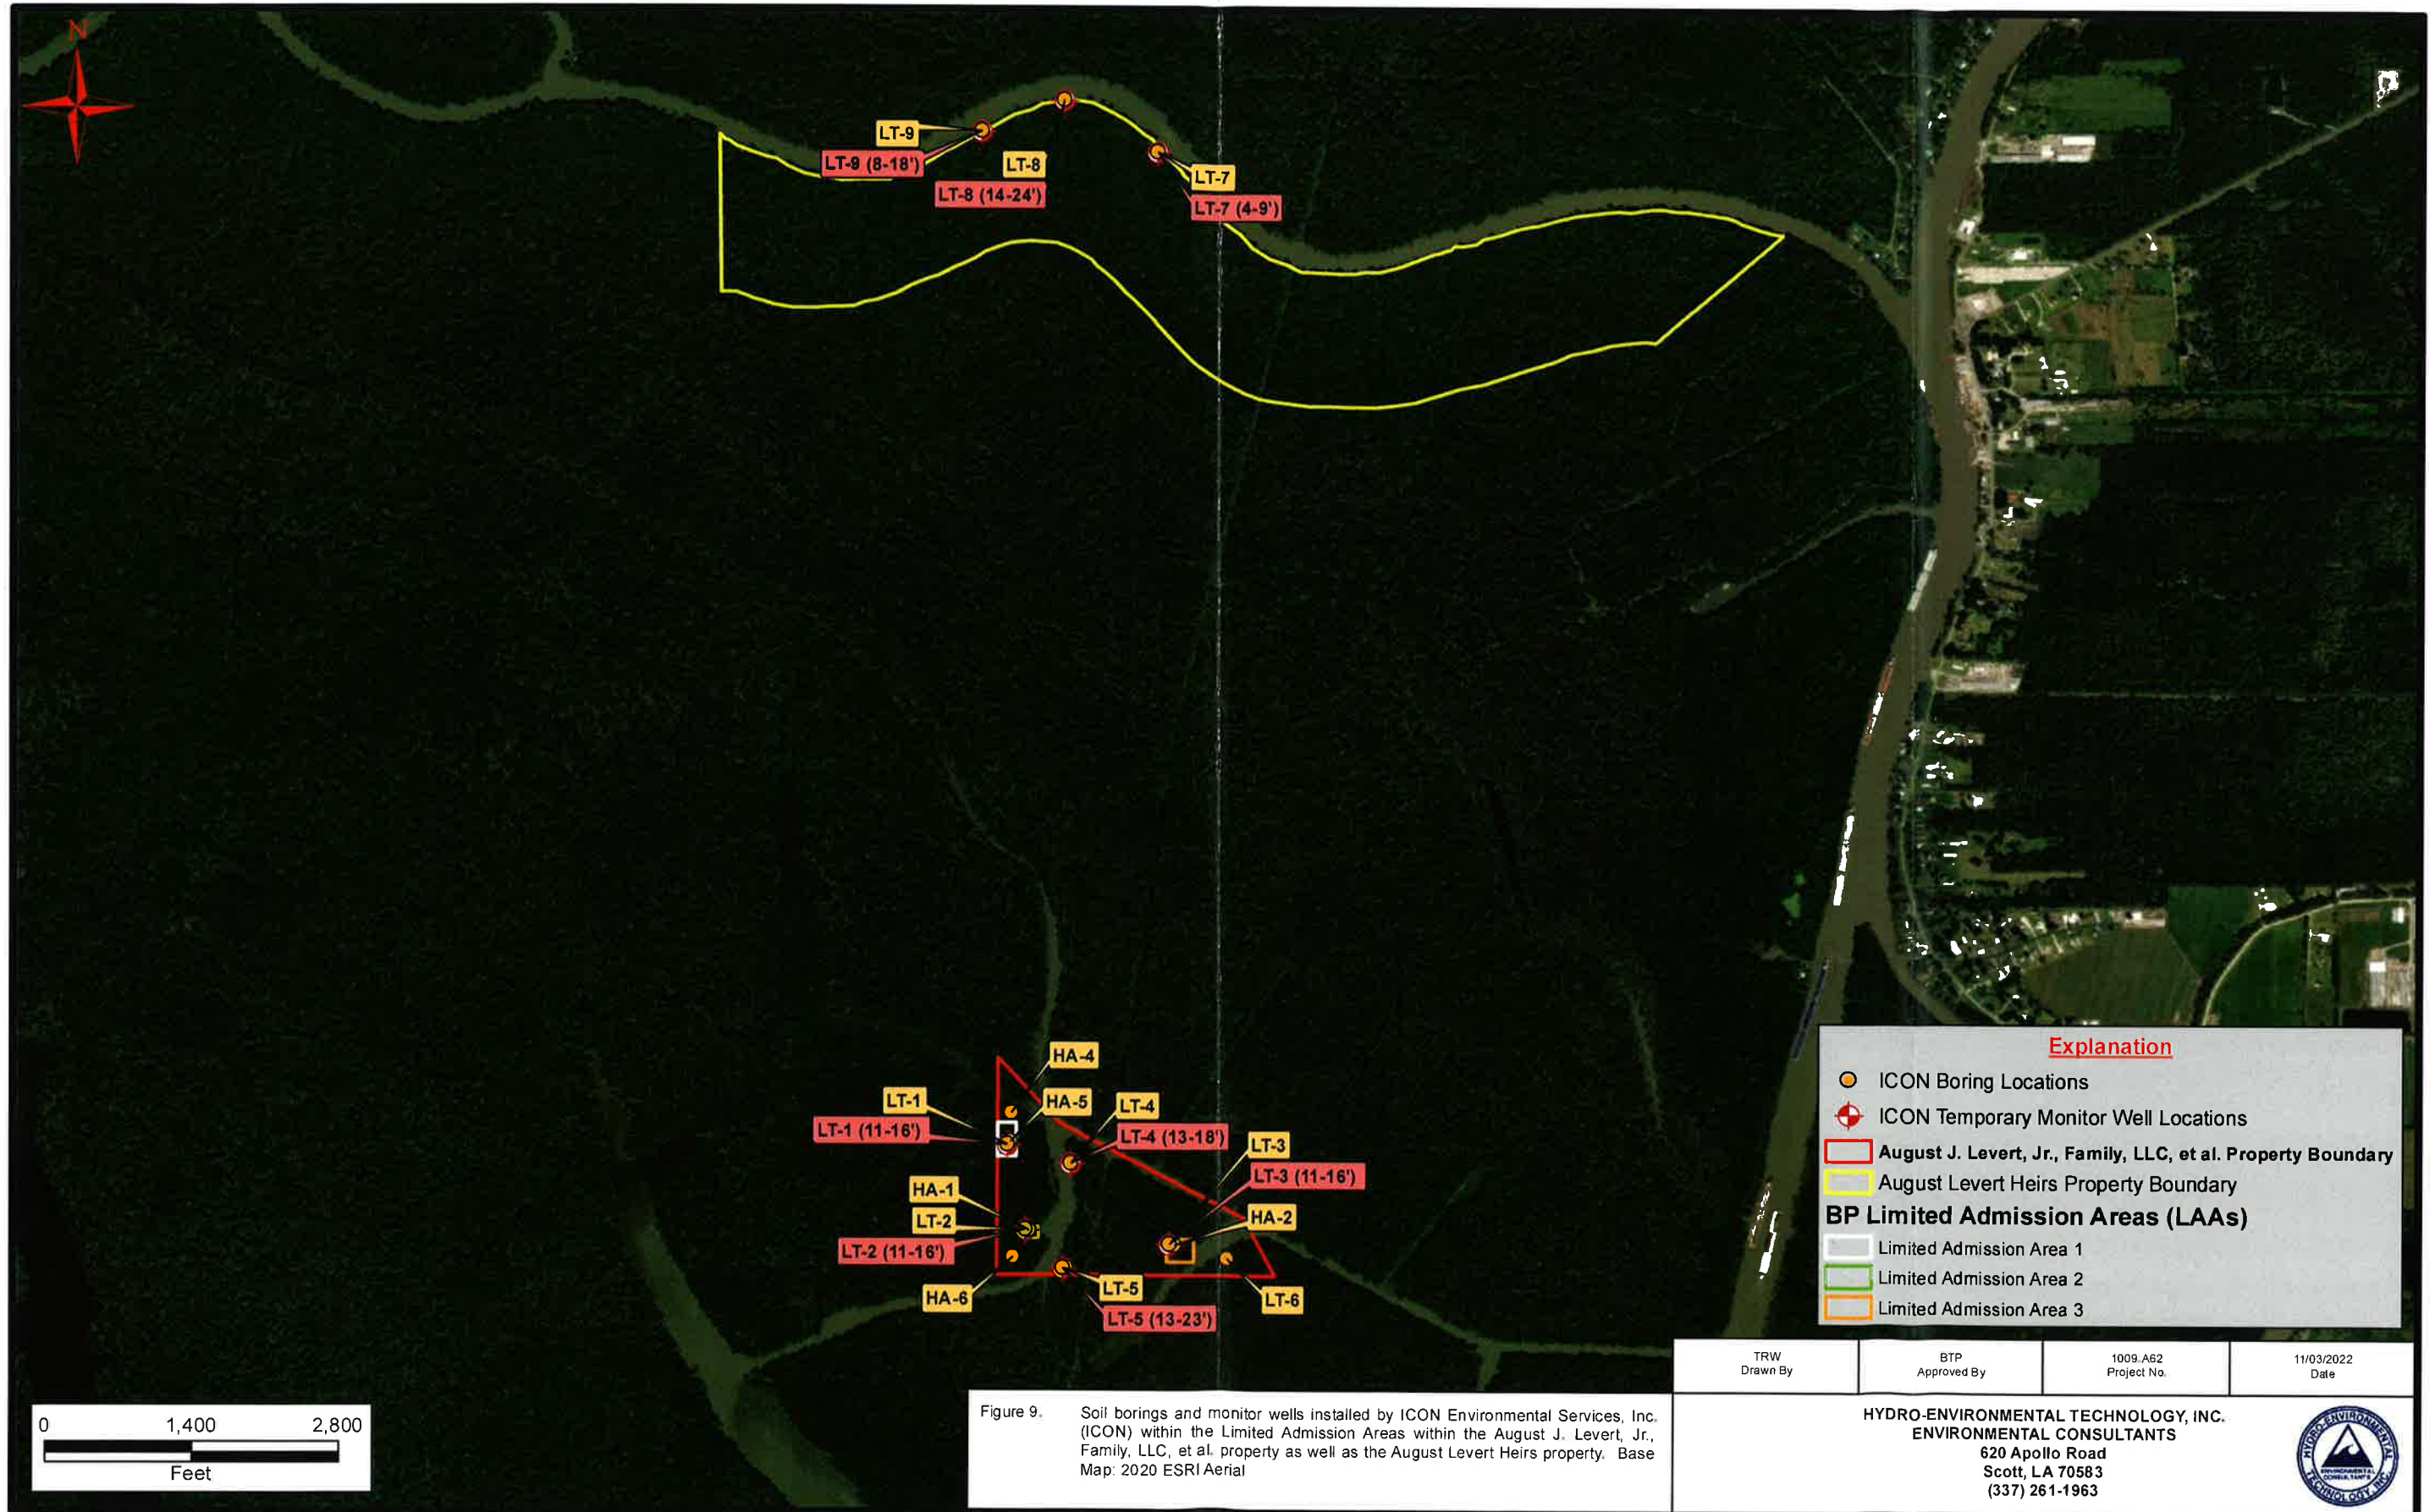 N
LT-9
LT-9 (8-18')
LT-8
LT-8 (14-24')
LT-7
LT-7 (4-9')
HA-4
LT-1
HA-5
LT-4
LT-1 (11-16')
LT-4 (13-18')
LT-3
LT-3 (11-16')
HA-1
LT-2
HA-2
LT-2 (11-16')
HA-6
LT-5
LT-6
LT-5 (13-23')
Explanation
ICON Boring Locations
ICON Temporary Monitor Well Locations
August J. Levert, Jr., Family, LLC, et al. Property Boundary
August Levert Heirs Property Boundary
BP Limited Admission Areas (LAAs)
Limited Admission Area 1
Limited Admission Area 2
Limited Admission Area 3
TRW
Drawn By
BTP
Approved By
1009.A62
Project No.
11/03/2022
Date
0 1,400 2,800
Feet
Figure 9. Soil borings and monitor wells installed by ICON Environmental Services, Inc.
(ICON) within the Limited Admission Areas within the August J. Levert, Jr.,
Family, LLC, et al. property as well as the August Levert Heirs property. Base
Map: 2020 ESRI Aerial
HYDRO-ENVIRONMENTAL TECHNOLOGY, INC.
ENVIRONMENTAL CONSULTANTS
620 Apollo Road
Scott, LA 70583
(337) 261-1963
HYDRO-ENVIRONMENTAL
TECHNOLOGY, INC.
ENVIRONMENTAL
CONSULTANTS